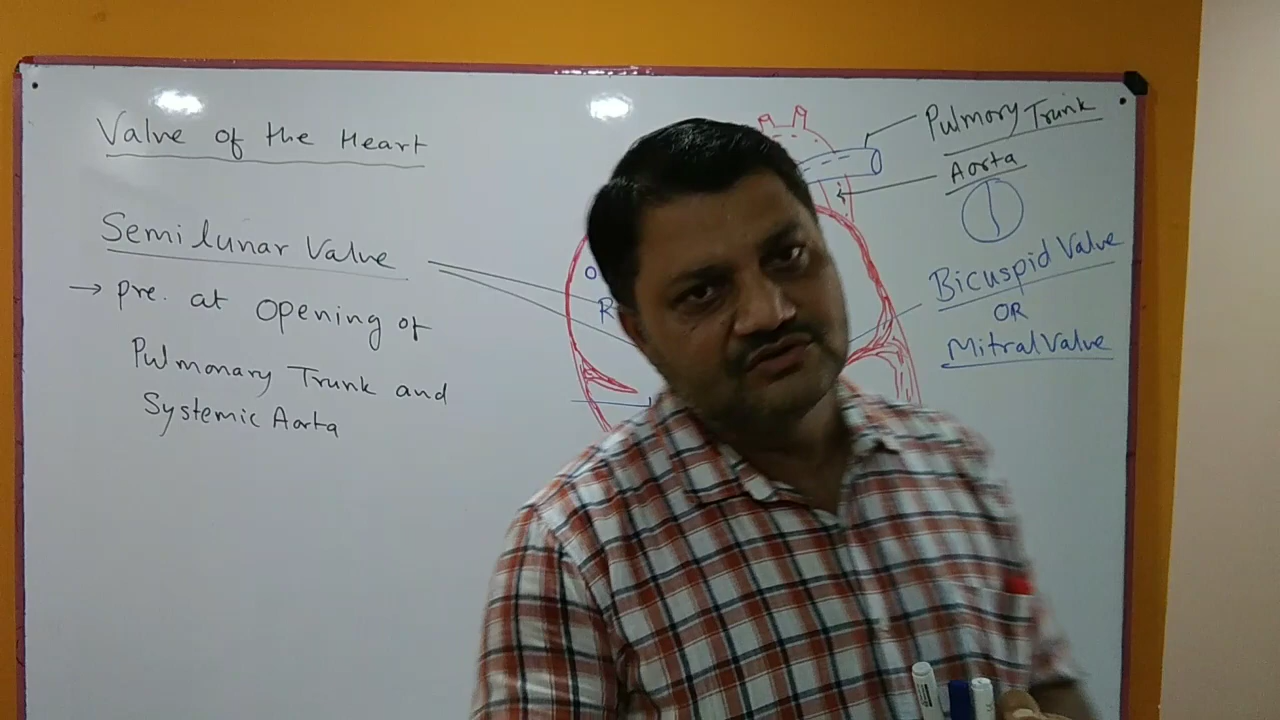 Valve of the Heart
Semilunar Valve
→ pre. at opening of
Pulmonary Trunk and
Systemic Aorta
O
R
Pulmory Trunk
Aorta
Bicuspid Valve
OR
Mitral Valve